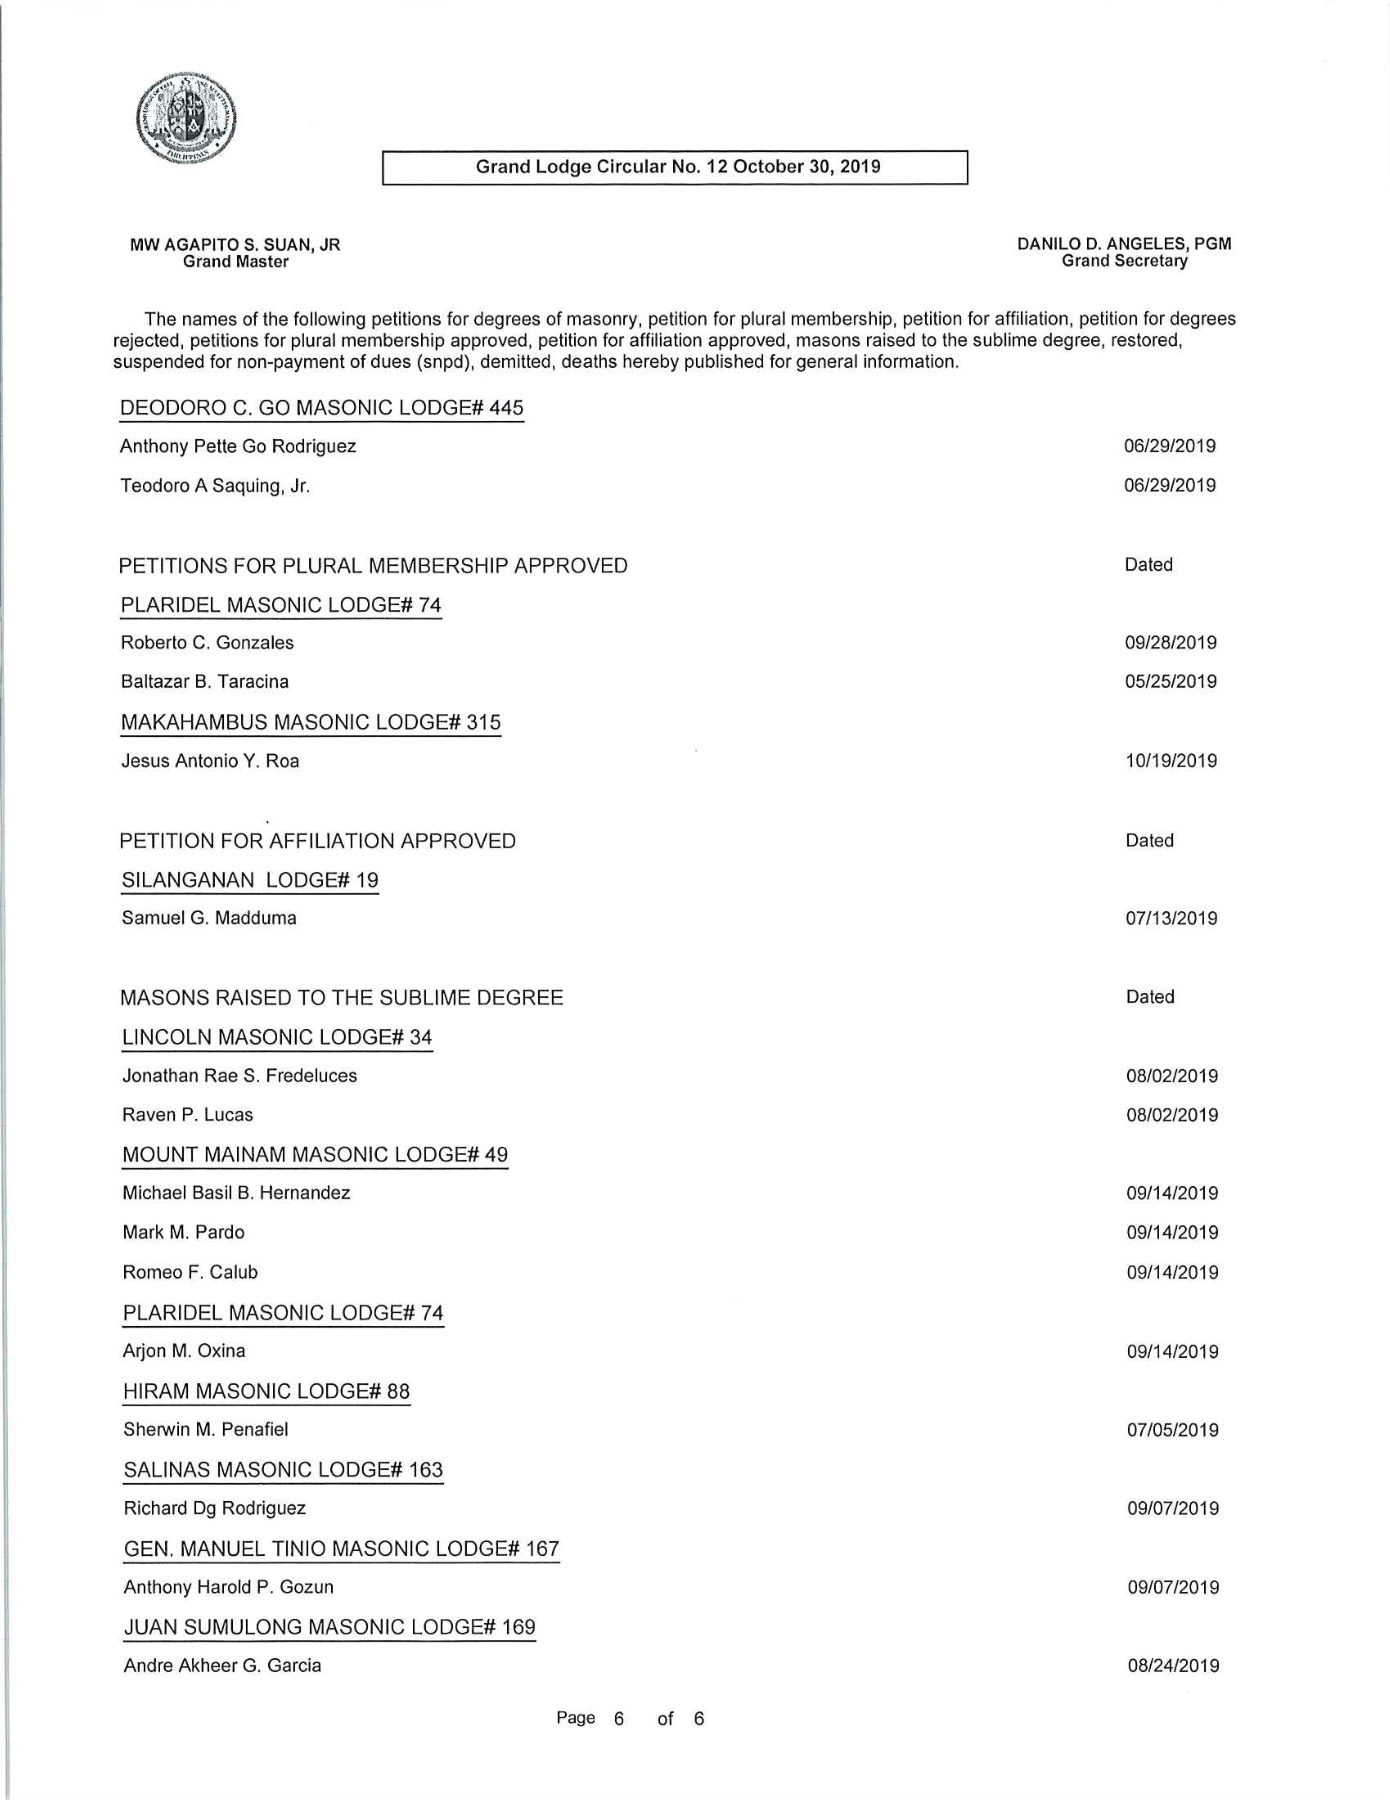 PHILIPPINES
Grand Lodge Circular No. 12 October 30, 2019
MW AGAPITO S. SUAN, JR
Grand Master
DANILO D. ANGELES, PGM
Grand Secretary
The names of the following petitions for degrees of masonry, petition for plural membership, petition for affiliation, petition for degrees
rejected, petitions for plural membership approved, petition for affiliation approved, masons raised to the sublime degree, restored,
suspended for non-payment of dues (snpd), demitted, deaths hereby published for general information.
DEODORO C. GO MASONIC LODGE# 445
Anthony Pette Go Rodriguez 06/29/2019
Teodoro A Saquing, Jr. 06/29/2019
PETITIONS FOR PLURAL MEMBERSHIP APPROVED Dated
PLARIDEL MASONIC LODGE# 74
Roberto C. Gonzales 09/28/2019
Baltazar B. Taracina 05/25/2019
MAKAHAMBUS MASONIC LODGE# 315
Jesus Antonio Y. Roa 10/19/2019
PETITION FOR AFFILIATION APPROVED Dated
SILANGANAN LODGE# 19
Samuel G. Madduma 07/13/2019
MASONS RAISED TO THE SUBLIME DEGREE Dated
LINCOLN MASONIC LODGE# 34
Jonathan Rae S. Fredeluces 08/02/2019
Raven P. Lucas 08/02/2019
MOUNT MAINAM MASONIC LODGE# 49
Michael Basil B. Hernandez 09/14/2019
Mark M. Pardo 09/14/2019
Romeo F. Calub 09/14/2019
PLARIDEL MASONIC LODGE# 74
Arjon M. Oxina 09/14/2019
HIRAM MASONIC LODGE# 88
Sherwin M. Penafiel 07/05/2019
SALINAS MASONIC LODGE# 163
Richard Dg Rodriguez 09/07/2019
GEN. MANUEL TINIO MASONIC LODGE# 167
Anthony Harold P. Gozun 09/07/2019
JUAN SUMULONG MASONIC LODGE# 169
Andre Akheer G. Garcia 08/24/2019
Page 6 of 6